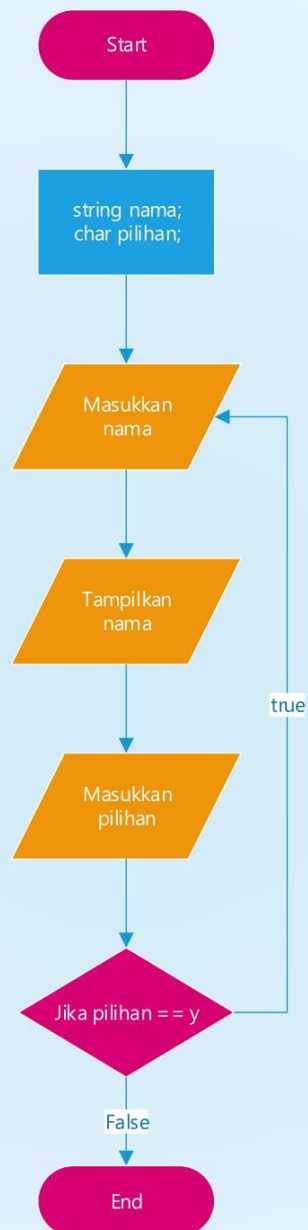 Start
string nama;
char pilihan;
Masukkan
nama
Tampilkan
nama
true
Masukkan
pilihan
Jika pilihan == y
False
End